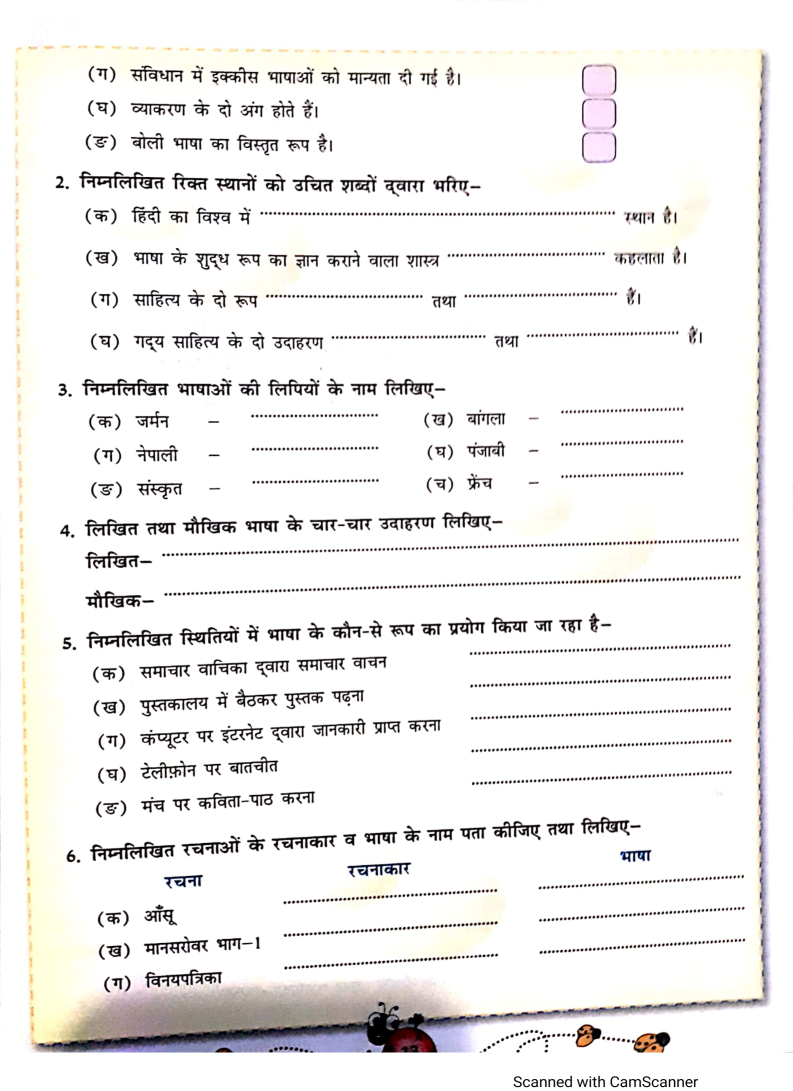 (ग) संविधान में इक्कीस भाषाओं को मान्यता दी गई है।
(घ) व्याकरण के दो अंग होते हैं।
(ङ) बोली भाषा का विस्तृत रूप है।
2. निम्नलिखित रिक्त स्थानों को उचित शब्दों द्वारा भरिए–
(क) हिंदी का विश्व में ........................ स्थान है।
(ख) भाषा के शुद्ध रूप का ज्ञान कराने वाला शास्त्र ........................ कहलाता है।
(ग) साहित्य के दो रूप ........................ तथा ........................ हैं।
(घ) गद्य साहित्य के दो उदाहरण ........................ तथा ........................ हैं।
3. निम्नलिखित भाषाओं की लिपियों के नाम लिखिए–
(क) जर्मन – ........................ (ख) बांगला – ........................
(ग) नेपाली – ........................ (घ) पंजाबी – ........................
(ङ) संस्कृत – ........................ (च) फ्रेंच – ........................
4. लिखित तथा मौखिक भाषा के चार-चार उदाहरण लिखिए–
लिखित– ........................
मौखिक– ........................
5. निम्नलिखित स्थितियों में भाषा के कौन-से रूप का प्रयोग किया जा रहा है–
(क) समाचार वाचिका द्वारा समाचार वाचन ........................
(ख) पुस्तकालय में बैठकर पुस्तक पढ़ना ........................
(ग) कंप्यूटर पर इंटरनेट द्वारा जानकारी प्राप्त करना ........................
(घ) टेलीफ़ोन पर बातचीत ........................
(ङ) मंच पर कविता-पाठ करना ........................
6. निम्नलिखित रचनाओं के रचनाकार व भाषा के नाम पता कीजिए तथा लिखिए–
रचना रचनाकार भाषा
(क) आँसू ........................ ........................
(ख) मानसरोवर भाग-1 ........................ ........................
(ग) विनयपत्रिका ........................ ........................
Scanned with CamScanner